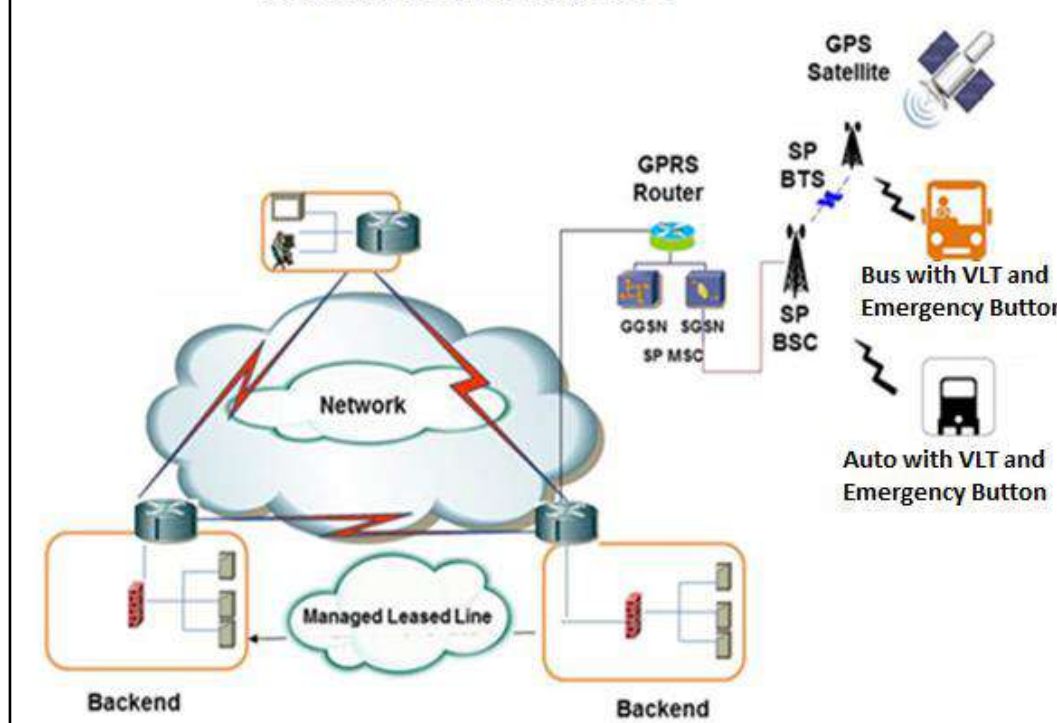 GPS
Satellite
SP
BTS
GPRS
Router
Bus with VLT and
Emergency Button
GGSN
SGSN
SP MSC
SP
BSC
Network
Auto with VLT and
Emergency Button
Managed Leased Line
Backend
Backend